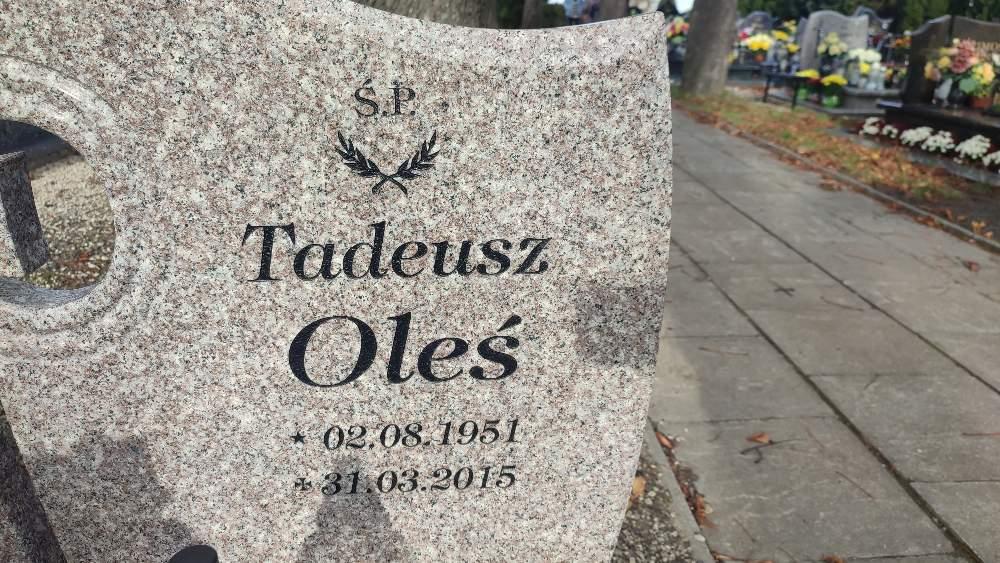 Ś.P.
Tadeusz
Oleś
★ 02.08.1951
✠ 31.03.2015